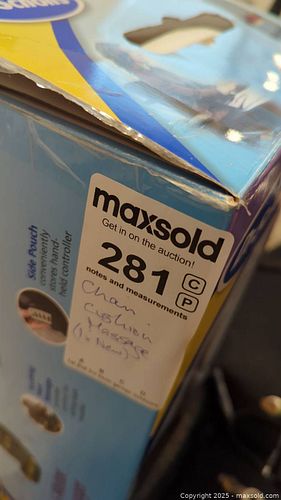 maxsold
Get in on the auction!
281 C
P
notes and measurements
Chair
Cushion
Massage
(1x New)
A B C D
Side Pouch
conveniently
stores hand-
held controller
Copyright 2025 - maxsold.com